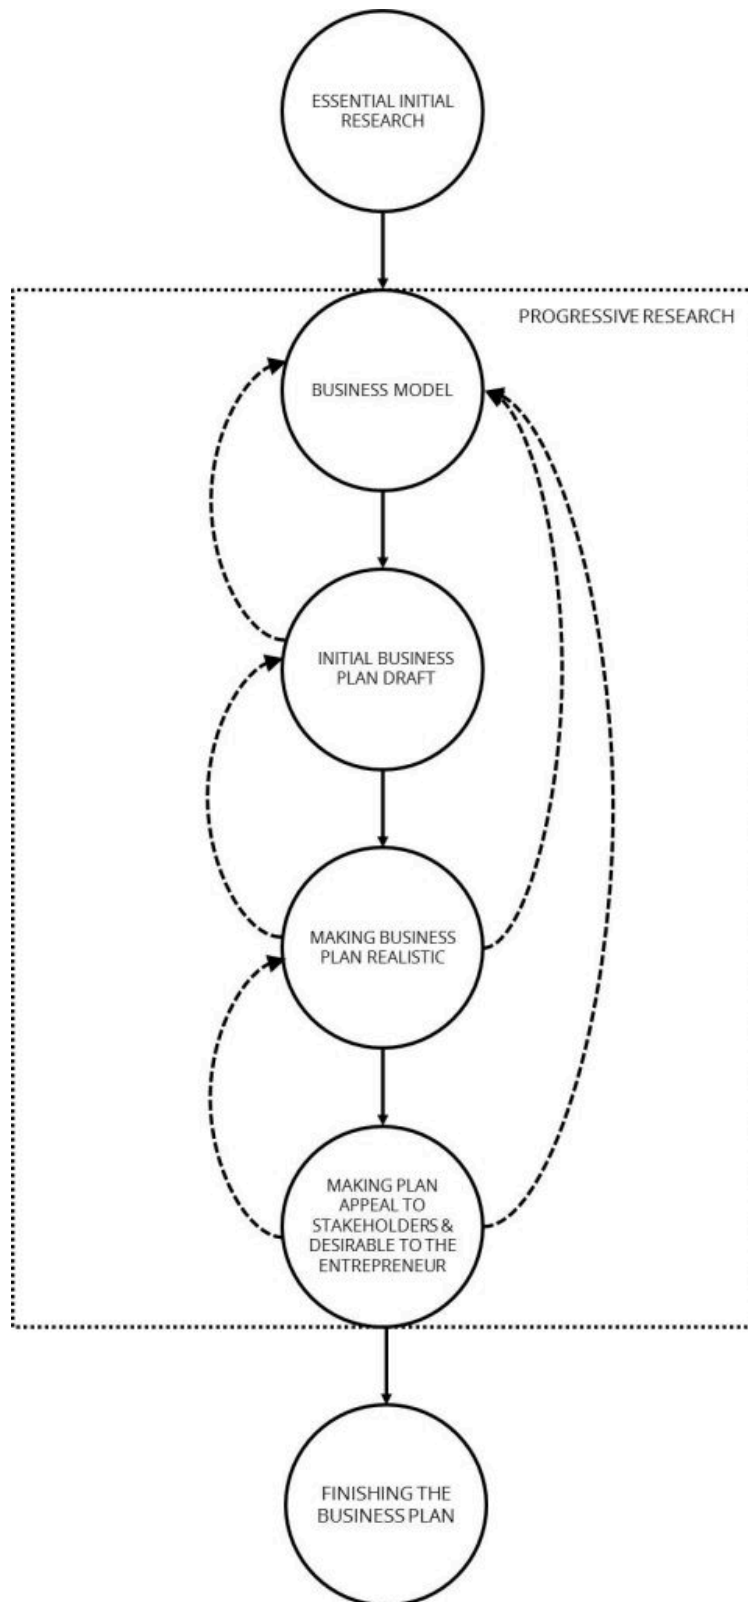 ESSENTIAL INITIAL
RESEARCH
PROGRESSIVE RESEARCH
BUSINESS MODEL
INITIAL BUSINESS
PLAN DRAFT
MAKING BUSINESS
PLAN REALISTIC
MAKING PLAN
APPEAL TO
STAKEHOLDERS &
DESIRABLE TO THE
ENTREPRENEUR
FINISHING THE
BUSINESS PLAN